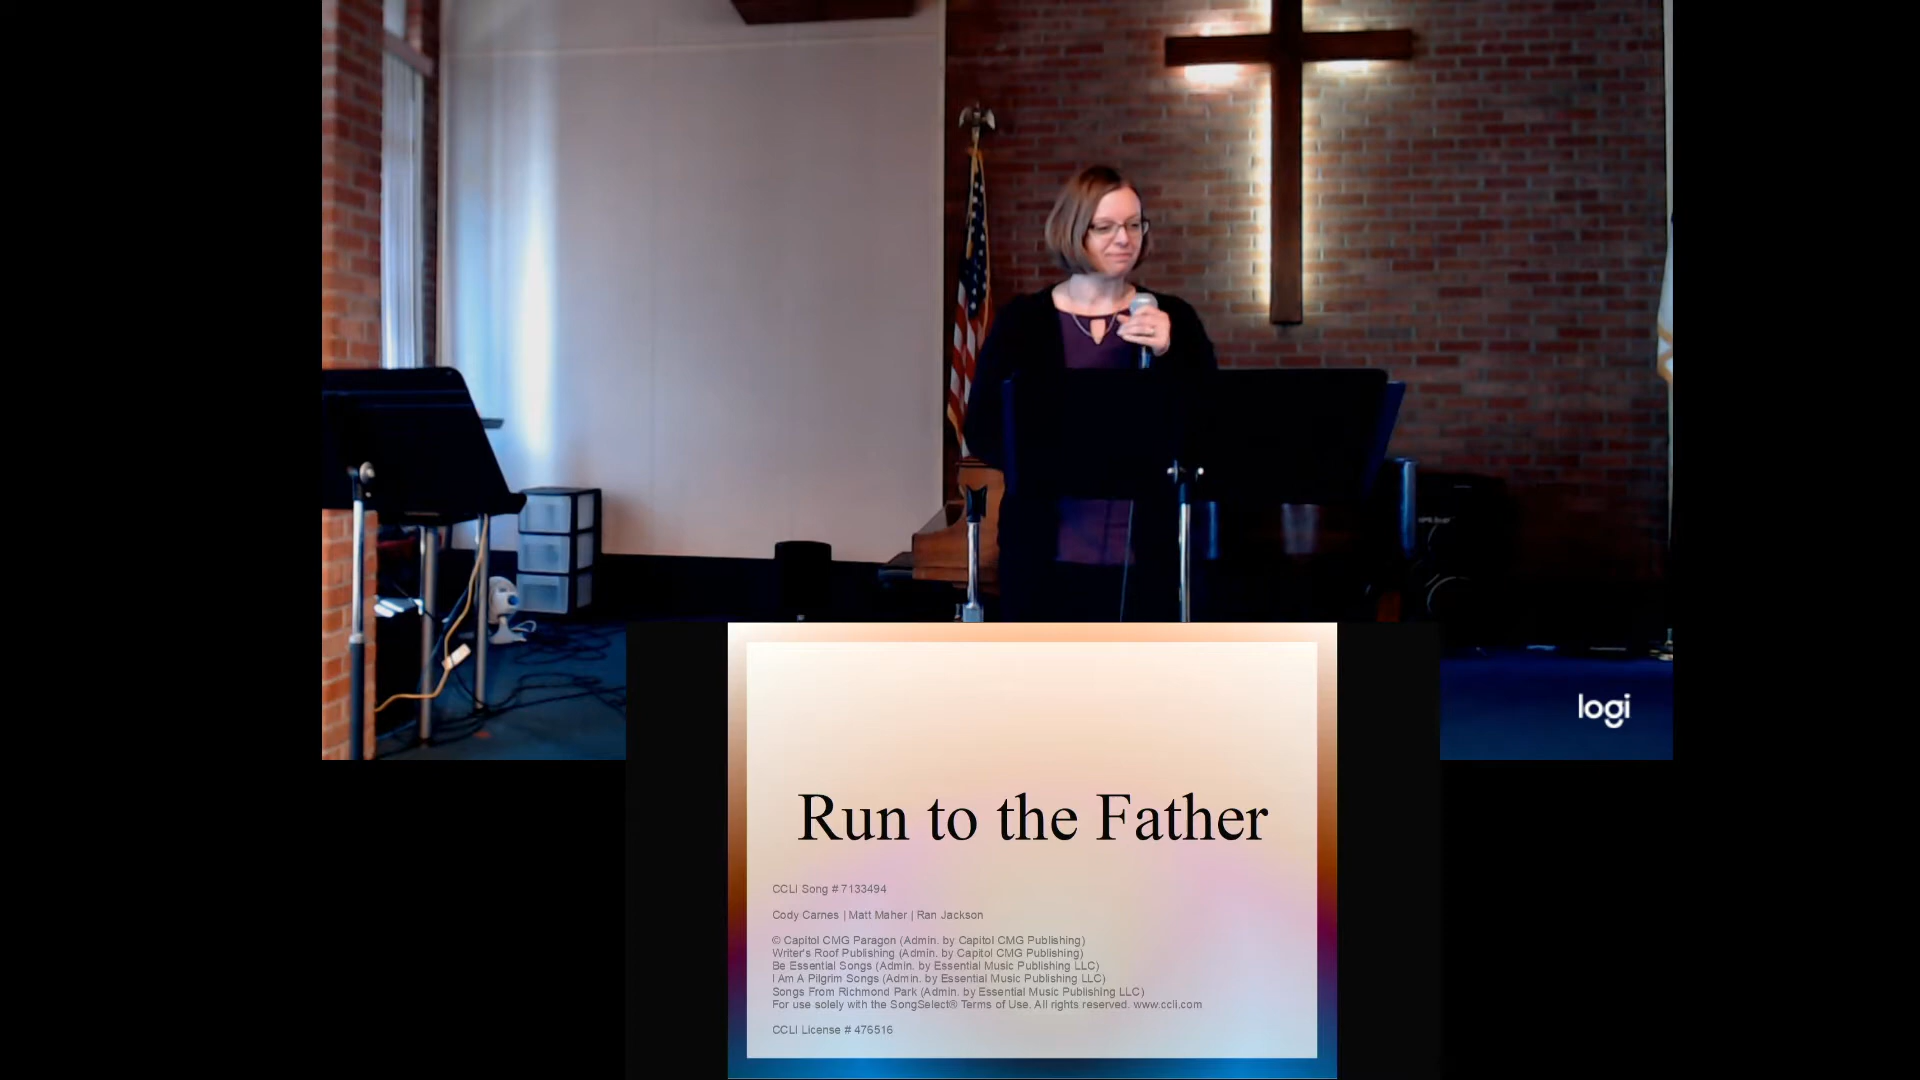 logi
Run to the Father
CCLI Song # 7133494
Cody Carnes | Matt Maher | Ran Jackson
© Capitol CMG Paragon (Admin. by Capitol CMG Publishing)
Writer's Roof Publishing (Admin. by Capitol CMG Publishing)
Be Essential Songs (Admin. by Essential Music Publishing LLC)
I Am A Pilgrim Songs (Admin. by Essential Music Publishing LLC)
Songs From Richmond Park (Admin. by Essential Music Publishing LLC)
For use solely with the SongSelect® Terms of Use. All rights reserved. www.ccli.com
CCLI License # 476516